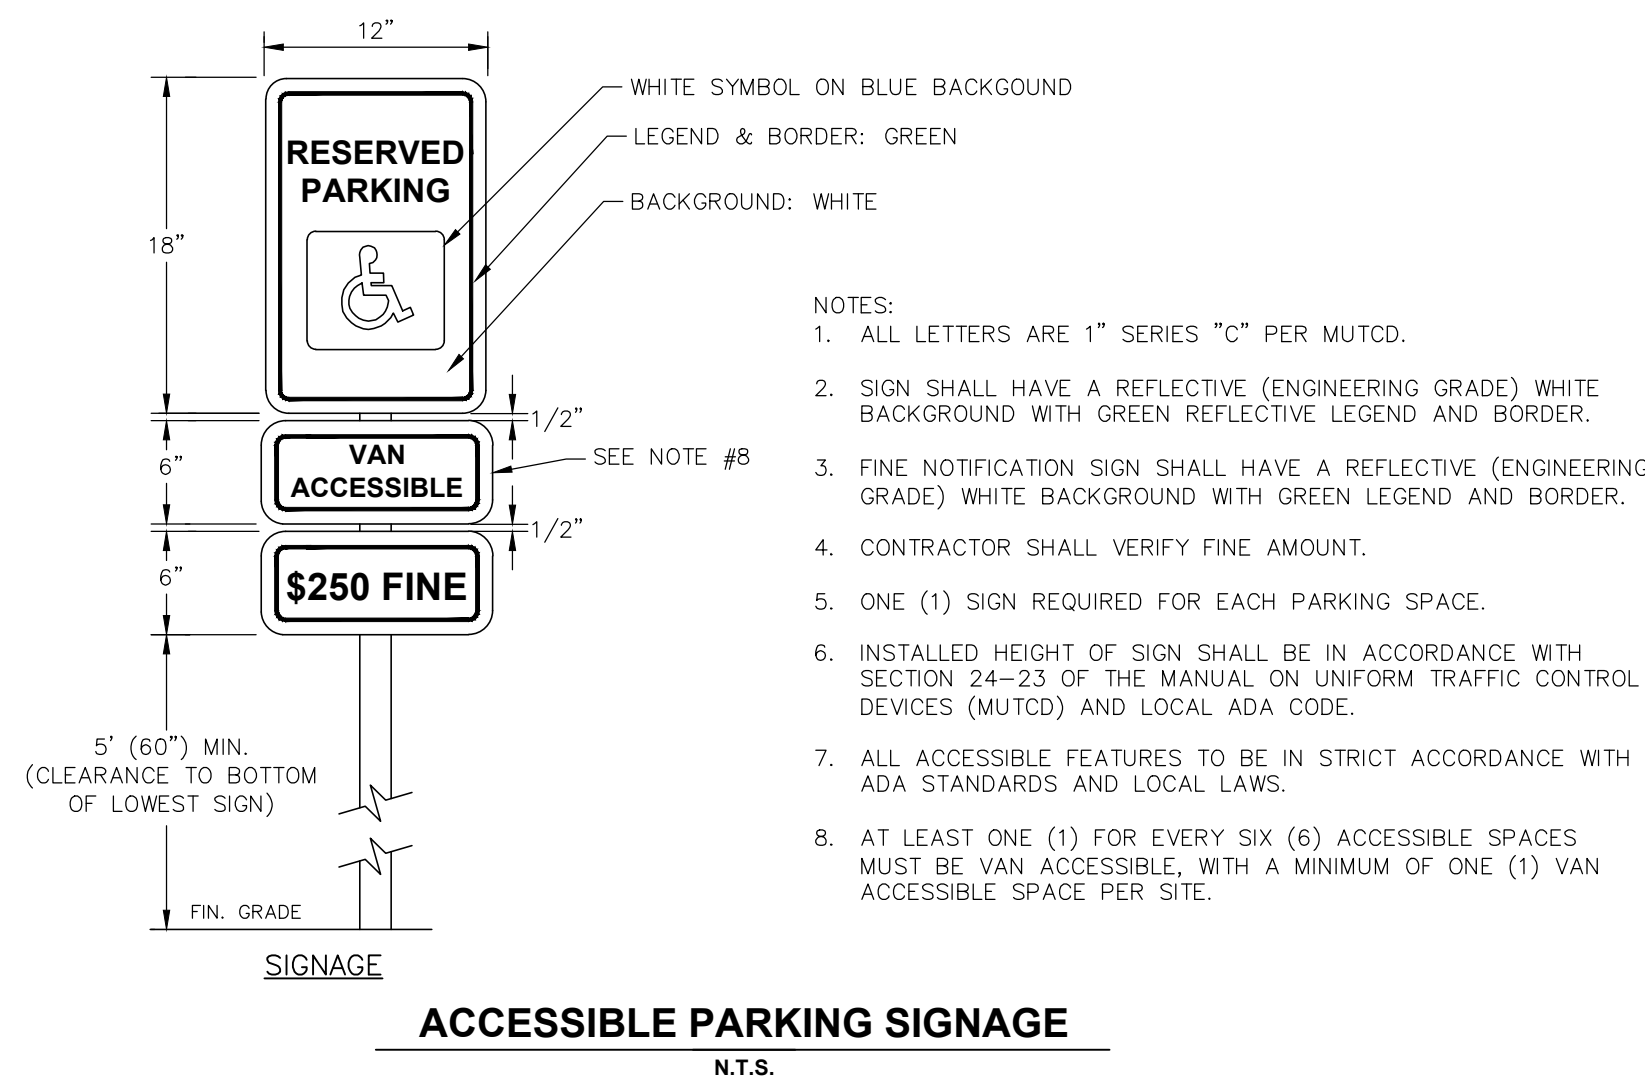 12"
WHITE SYMBOL ON BLUE BACKGOUND
LEGEND & BORDER: GREEN
BACKGROUND: WHITE
RESERVED
PARKING
18"
1/2"
VAN
ACCESSIBLE
6"
SEE NOTE #8
1/2"
$250 FINE
6"
5' (60") MIN.
(CLEARANCE TO BOTTOM
OF LOWEST SIGN)
FIN. GRADE
SIGNAGE
NOTES:
1. ALL LETTERS ARE 1" SERIES "C" PER MUTCD.
2. SIGN SHALL HAVE A REFLECTIVE (ENGINEERING GRADE) WHITE
BACKGROUND WITH GREEN REFLECTIVE LEGEND AND BORDER.
3. FINE NOTIFICATION SIGN SHALL HAVE A REFLECTIVE (ENGINEERING
GRADE) WHITE BACKGROUND WITH GREEN LEGEND AND BORDER.
4. CONTRACTOR SHALL VERIFY FINE AMOUNT.
5. ONE (1) SIGN REQUIRED FOR EACH PARKING SPACE.
6. INSTALLED HEIGHT OF SIGN SHALL BE IN ACCORDANCE WITH
SECTION 24-23 OF THE MANUAL ON UNIFORM TRAFFIC CONTROL
DEVICES (MUTCD) AND LOCAL ADA CODE.
7. ALL ACCESSIBLE FEATURES TO BE IN STRICT ACCORDANCE WITH
ADA STANDARDS AND LOCAL LAWS.
8. AT LEAST ONE (1) FOR EVERY SIX (6) ACCESSIBLE SPACES
MUST BE VAN ACCESSIBLE, WITH A MINIMUM OF ONE (1) VAN
ACCESSIBLE SPACE PER SITE.
ACCESSIBLE PARKING SIGNAGE
N.T.S.